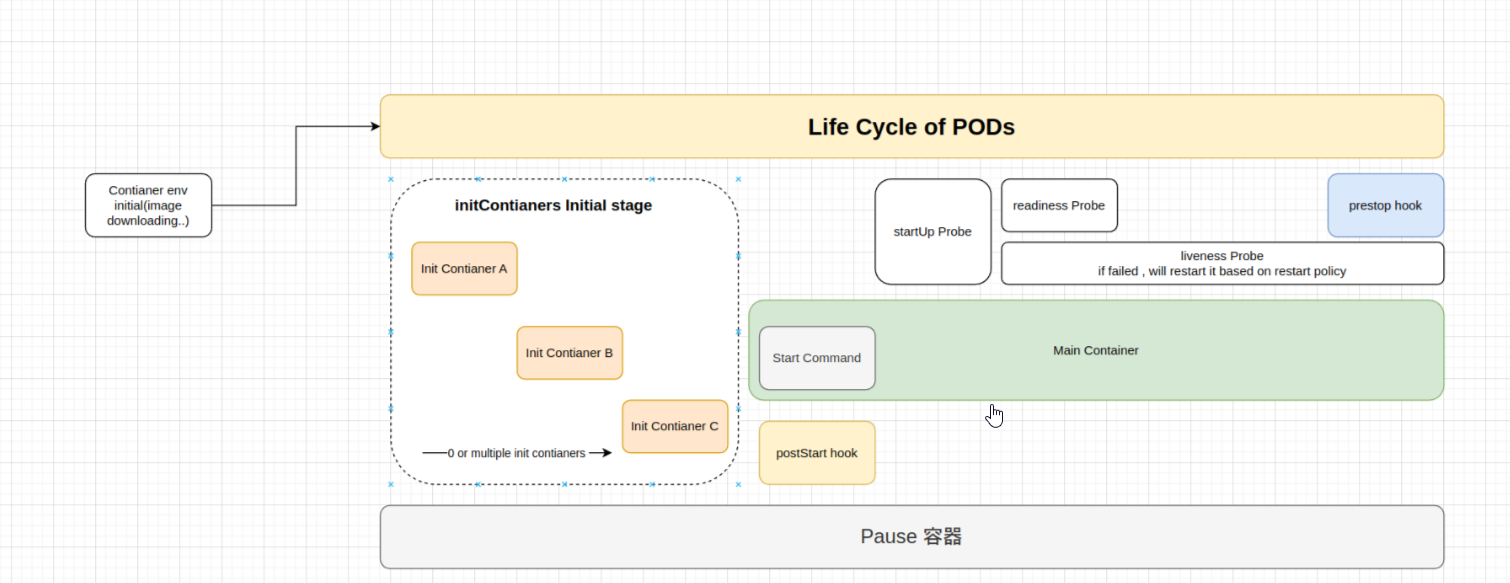 Life Cycle of PODs
Contianer env
initial(image
downloading..)
initContianers Initial stage
Init Contianer A
Init Contianer B
Init Contianer C
0 or multiple init contianers
startUp Probe
readiness Probe
prestop hook
liveness Probe
if failed , will restart it based on restart policy
Main Container
Start Command
postStart hook
Pause 容器